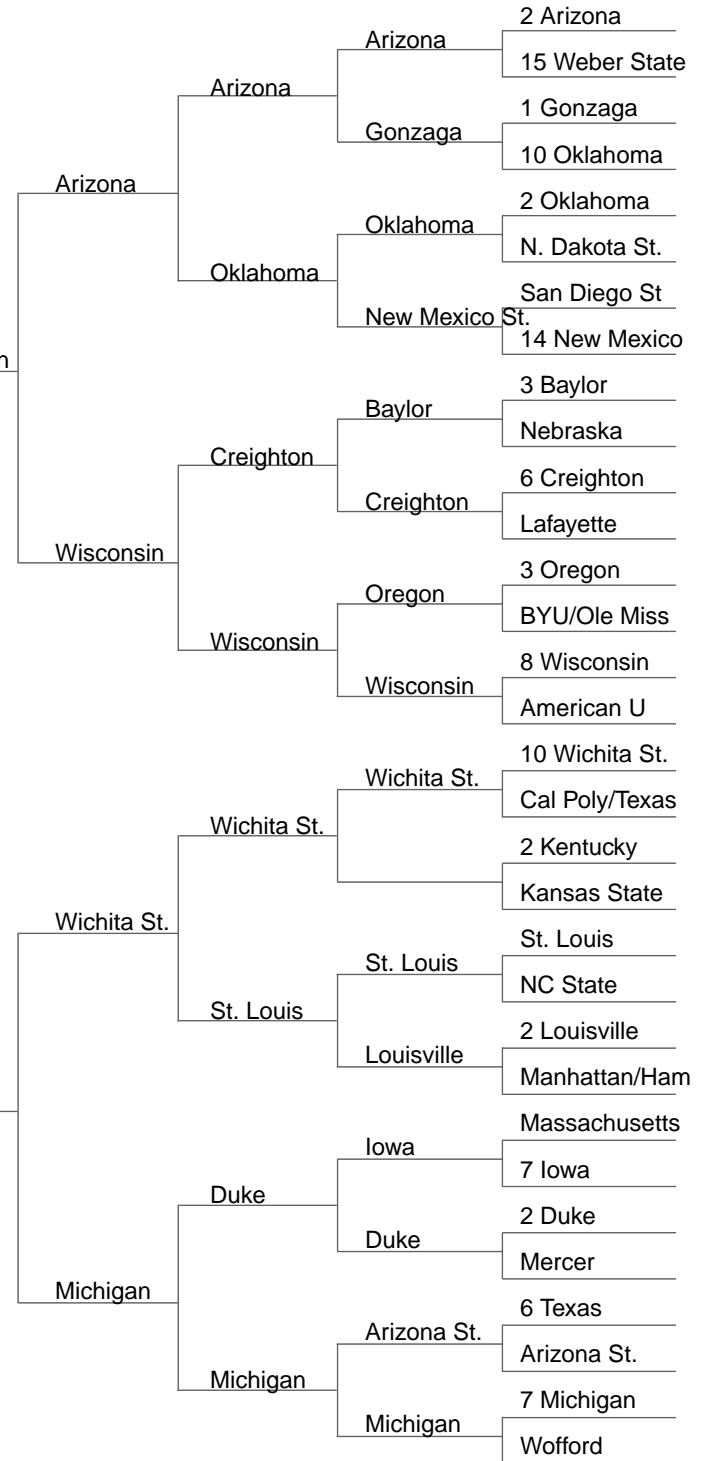 2 Arizona
Arizona
15 Weber State
Arizona
1 Gonzaga
Gonzaga
10 Oklahoma
Arizona
2 Oklahoma
Oklahoma
N. Dakota St.
Oklahoma
San Diego St
New Mexico St.
14 New Mexico
n
3 Baylor
Baylor
Nebraska
Creighton
6 Creighton
Creighton
Lafayette
Wisconsin
3 Oregon
Oregon
BYU/Ole Miss
Wisconsin
8 Wisconsin
Wisconsin
American U
10 Wichita St.
Wichita St.
Cal Poly/Texas
Wichita St.
2 Kentucky
Kansas State
Wichita St.
St. Louis
St. Louis
NC State
St. Louis
2 Louisville
Louisville
Manhattan/Ham
Massachusetts
Iowa
7 Iowa
Duke
2 Duke
Duke
Mercer
Michigan
6 Texas
Arizona St.
Arizona St.
Michigan
7 Michigan
Michigan
Wofford